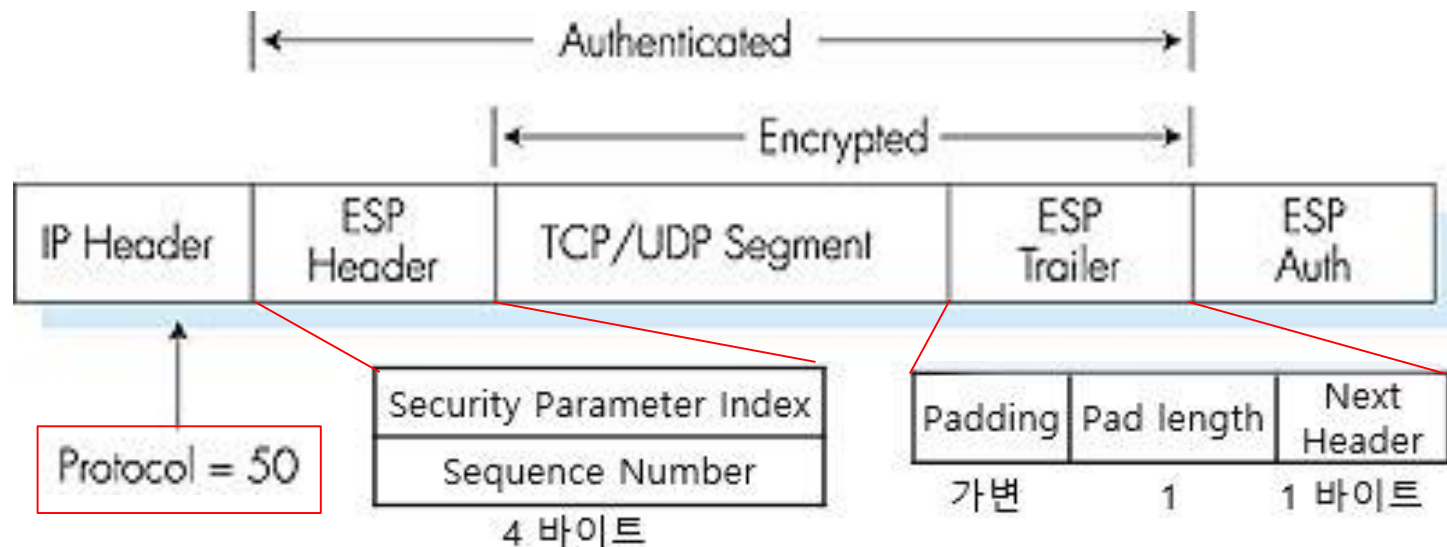 Authenticated
Encrypted
IP Header
ESP
Header
TCP/UDP Segment
ESP
Trailer
ESP
Auth
Protocol = 50
Security Parameter Index
Sequence Number
4 바이트
Padding
Pad length
Next
Header
가변
1
1 바이트